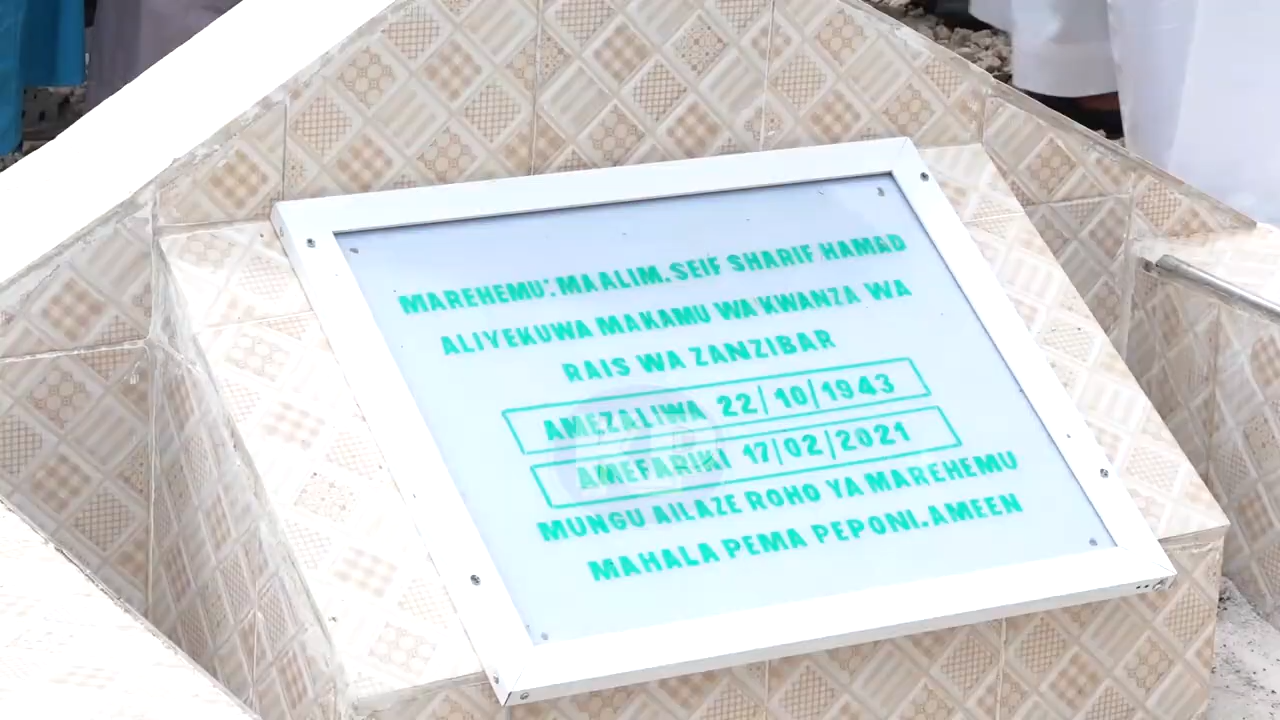 MAREHEMU: MAALIM. SEIF SHARIF HAMAD
ALIYEKUWA MAKAMU WA KWANZA WA
RAIS WA ZANZIBAR
AMEZALIWA 22/10/1943
AMEFARIKI 17/02/2021
MUNGU AILAZE ROHO YA MAREHEMU
MAHALA PEMA PEPONI. AMEEN